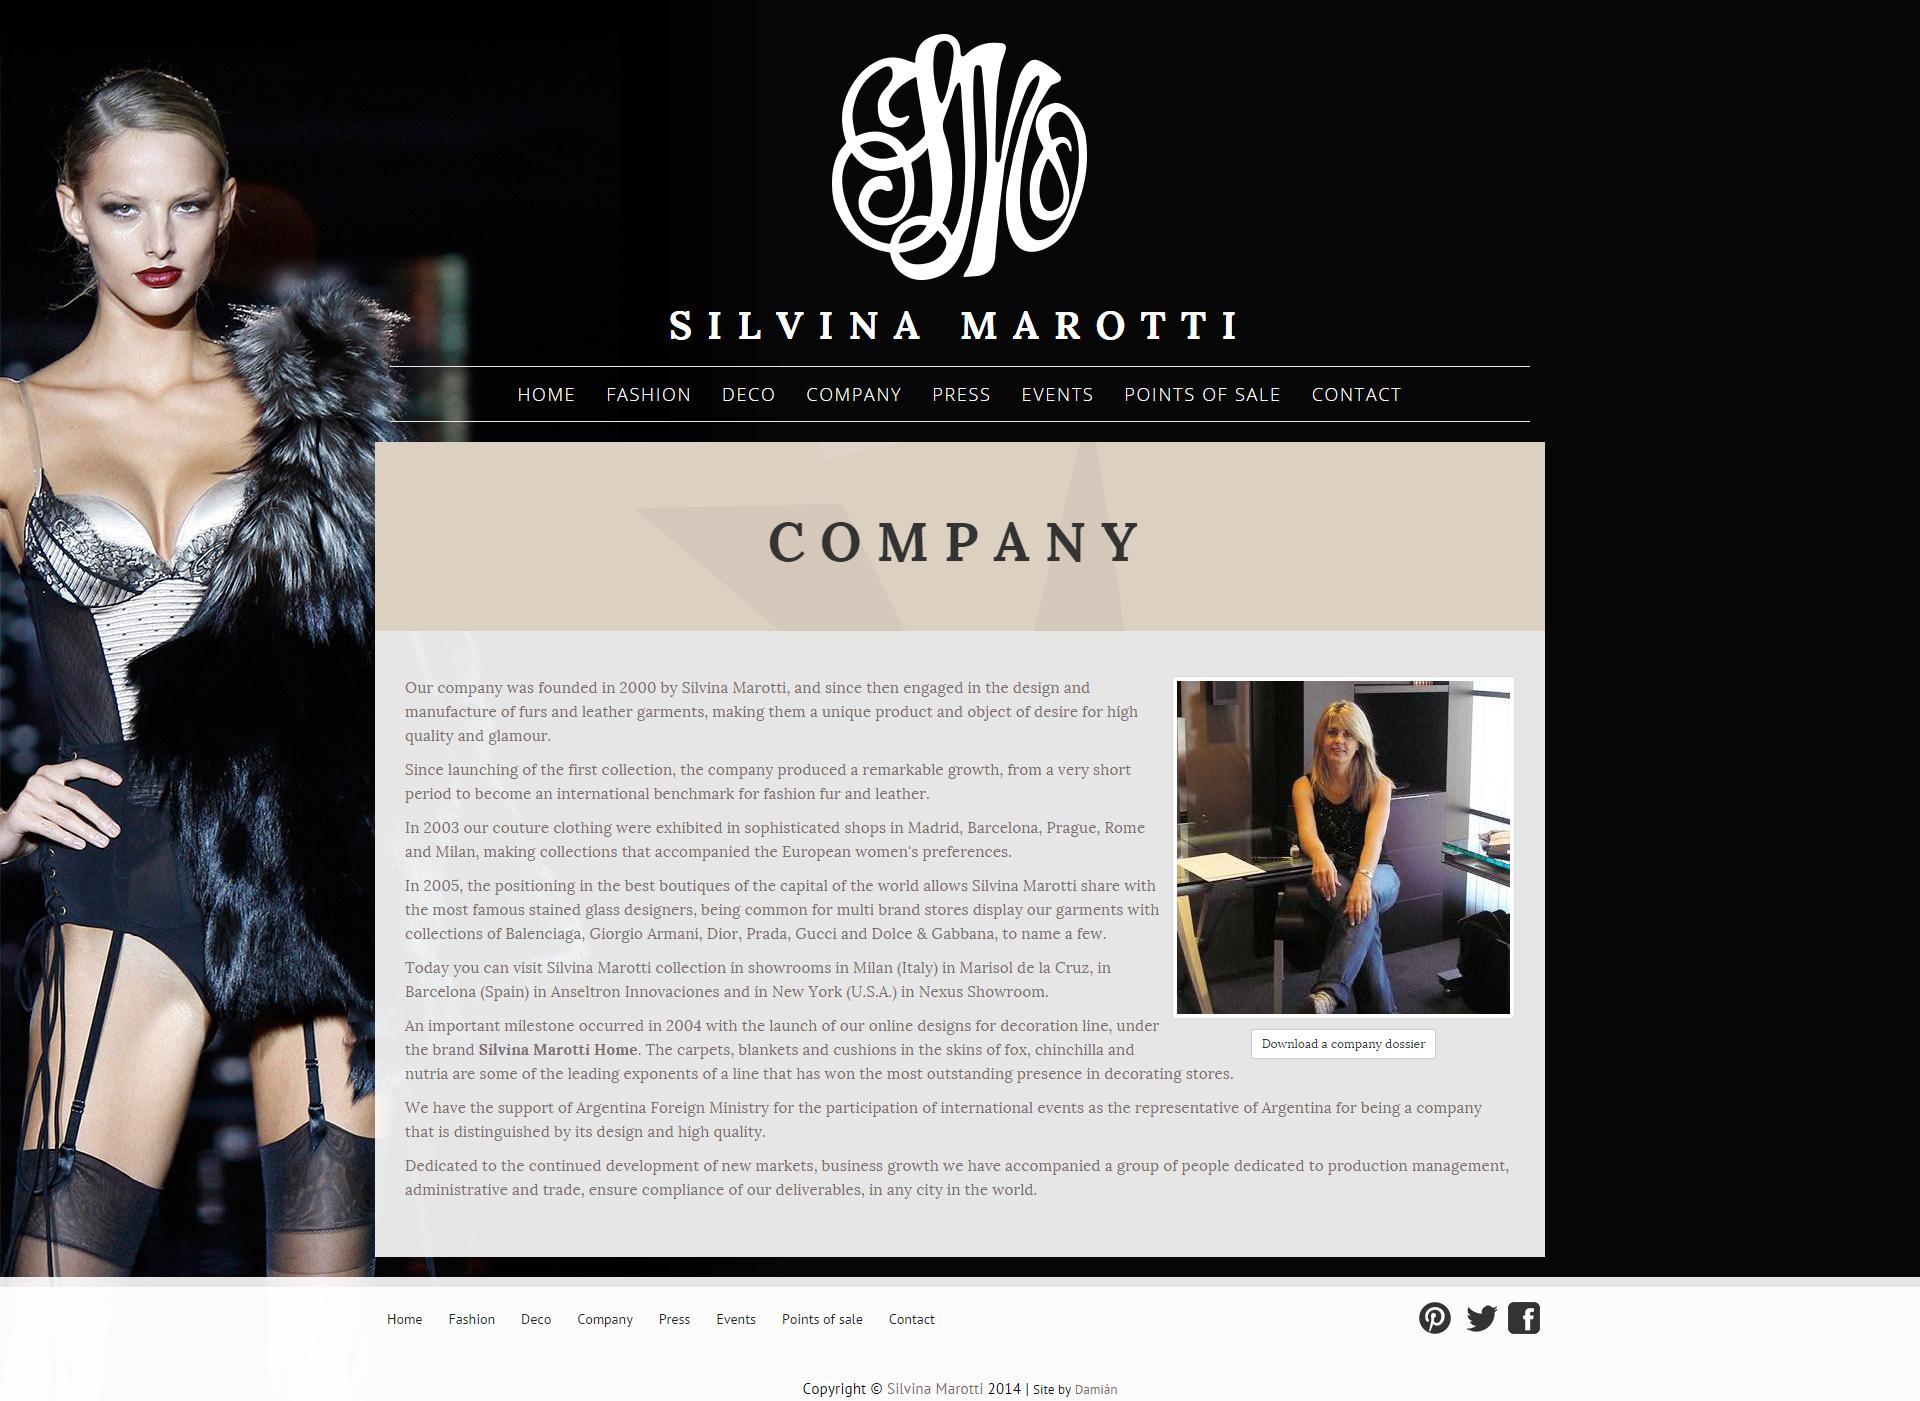 SM
SILVINA MAROTTI
HOME FASHION DECO COMPANY PRESS EVENTS POINTS OF SALE CONTACT
COMPANY
Our company was founded in 2000 by Silvina Marotti, and since then engaged in the design and
manufacture of furs and leather garments, making them a unique product and object of desire for high
quality and glamour.
Since launching of the first collection, the company produced a remarkable growth, from a very short
period to become an international benchmark for fashion fur and leather.
In 2003 our couture clothing were exhibited in sophisticated shops in Madrid, Barcelona, Prague, Rome
and Milan, making collections that accompanied the European women's preferences.
In 2005, the positioning in the best boutiques of the capital of the world allows Silvina Marotti share with
the most famous stained glass designers, being common for multi brand stores display our garments with
collections of Balenciaga, Giorgio Armani, Dior, Prada, Gucci and Dolce & Gabbana, to name a few.
Today you can visit Silvina Marotti collection in showrooms in Milan (Italy) in Marisol de la Cruz, in
Barcelona (Spain) in Anseltron Innovaciones and in New York (U.S.A.) in Nexus Showroom.
An important milestone occurred in 2004 with the launch of our online designs for decoration line, under
the brand Silvina Marotti Home. The carpets, blankets and cushions in the skins of fox, chinchilla and
nutria are some of the leading exponents of a line that has won the most outstanding presence in decorating stores.
Download a company dossier
We have the support of Argentina Foreign Ministry for the participation of international events as the representative of Argentina for being a company
that is distinguished by its design and high quality.
Dedicated to the continued development of new markets, business growth we have accompanied a group of people dedicated to production management,
administrative and trade, ensure compliance of our deliverables, in any city in the world.
Home Fashion Deco Company Press Events Points of sale Contact
Copyright © Silvina Marotti 2014 | Site by Damián